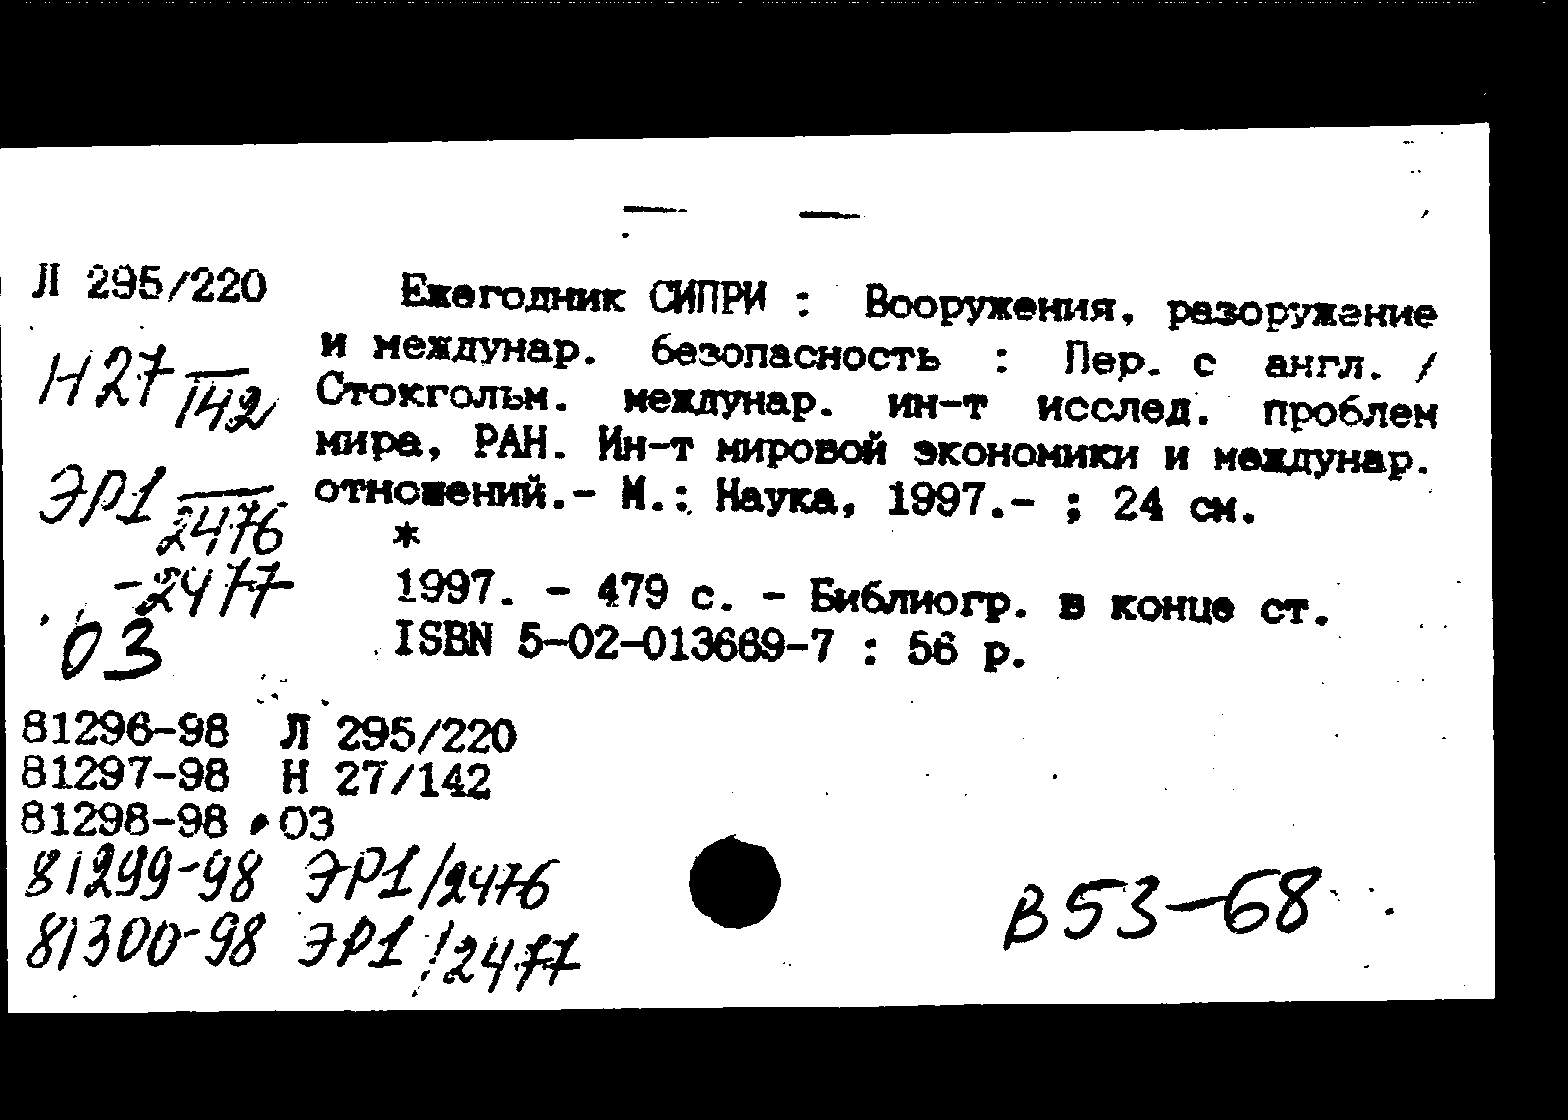 Л 295/220
Н27/142
ЭР1/2476
-2477
ОЗ
Ежегодник СИПРИ : Вооружения, разоружение
и междунар. безопасность : Пер. с англ. /
Стокгольм. междунар. ин-т исслед. проблем
мира, РАН. Ин-т мировой экономики и междунар.
отношений.- М.: Наука, 1997.- ; 24 см.
*
1997. - 479 с. - Библиогр. в конце ст.
ISBN 5-02-013669-7 : 56 р.
81296-98 Л 295/220
81297-98 Н 27/142
81298-98 ОЗ
81299-98 ЭР1/2476
81300-98 ЭР1/2477
В53-68